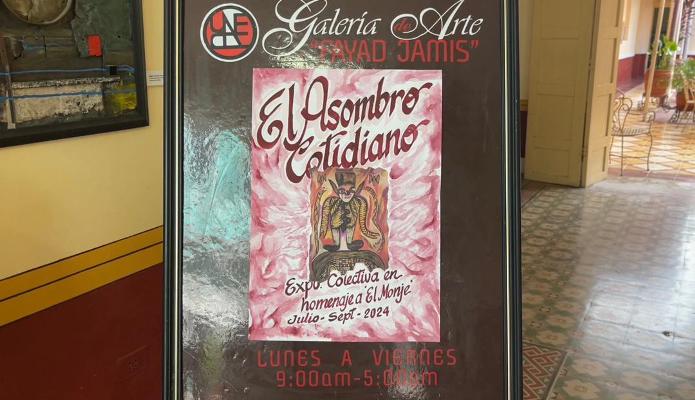 Galería de Arte
"FAYAD JAMIS"
El Asombro
Cotidiano
Expo. Colectiva en
homenaje a "El Monje"
Julio - Sept - 2024
LUNES A VIERNES
9:00am-5:00pm